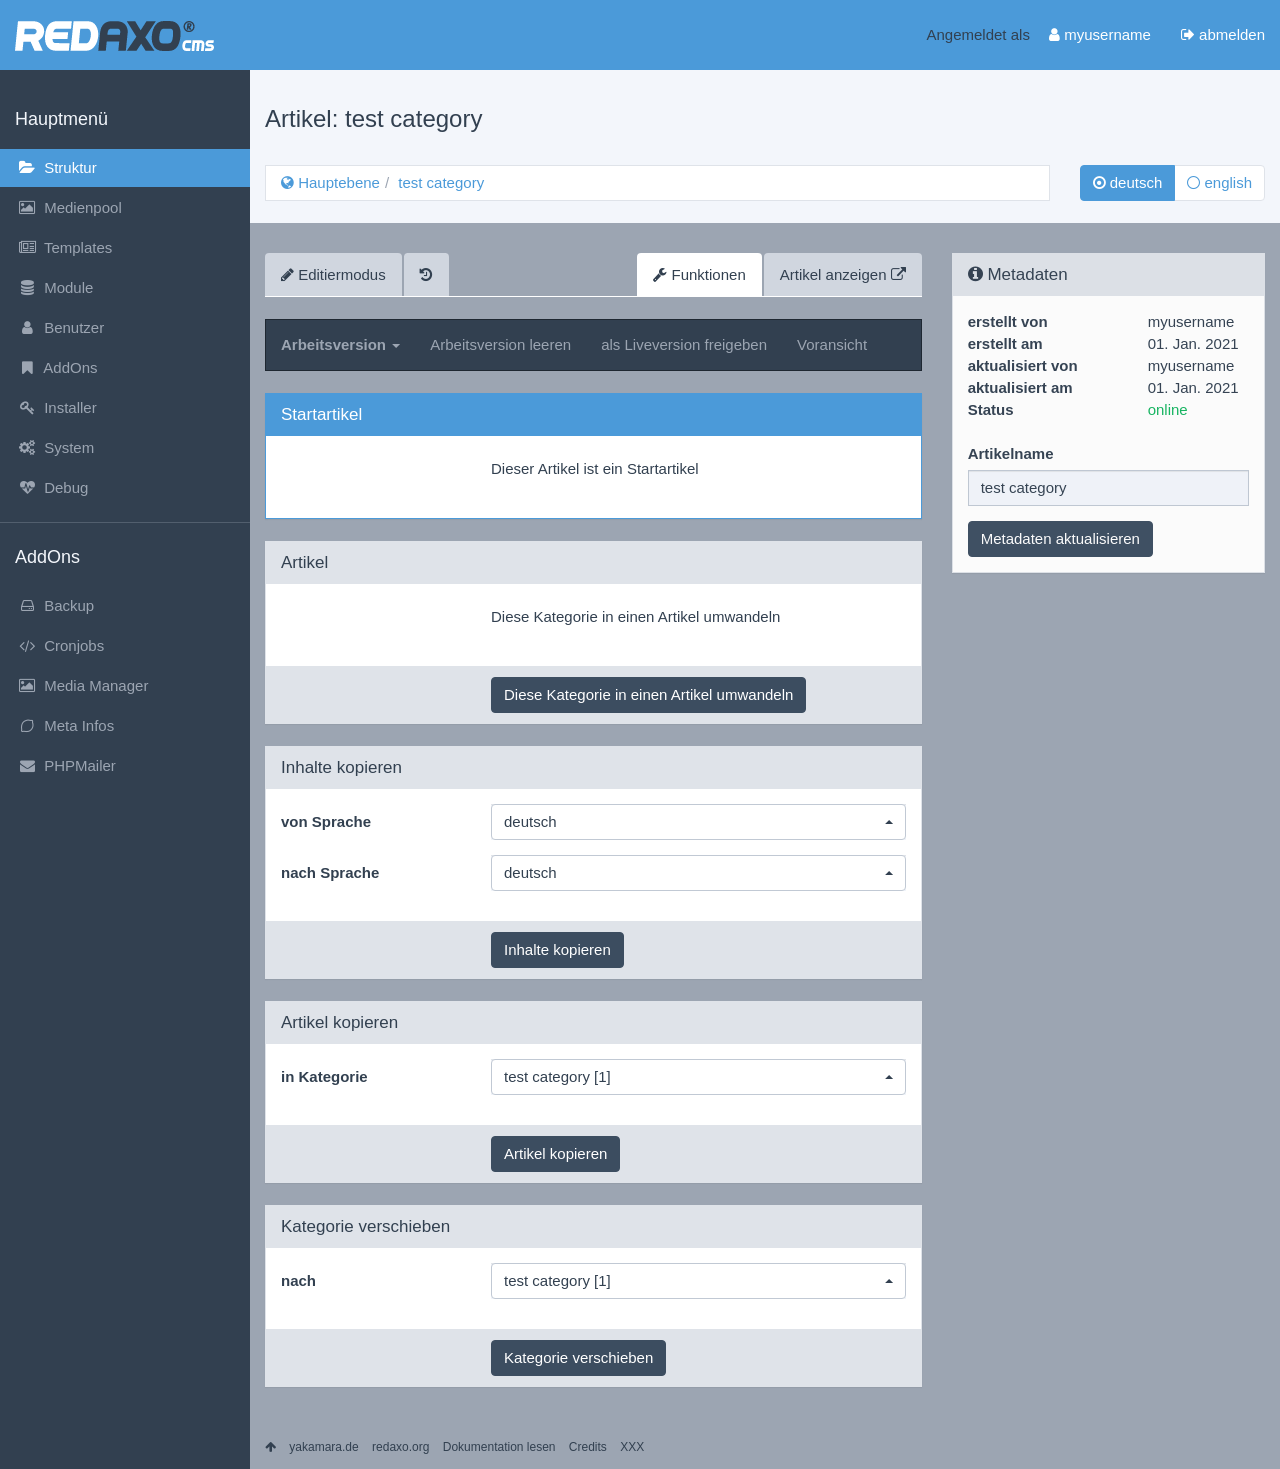 REDAXO® cms
Angemeldet als myusername abmelden
Hauptmenü
Struktur
Medienpool
Templates
Module
Benutzer
AddOns
Installer
System
Debug
AddOns
Backup
Cronjobs
Media Manager
Meta Infos
PHPMailer
Artikel: test category
Hauptebene / test category
deutsch english
Editiermodus Funktionen Artikel anzeigen
Arbeitsversion Arbeitsversion leeren als Liveversion freigeben Voransicht
Startartikel
Dieser Artikel ist ein Startartikel
Artikel
Diese Kategorie in einen Artikel umwandeln
Diese Kategorie in einen Artikel umwandeln
Inhalte kopieren
von Sprache deutsch
nach Sprache deutsch
Inhalte kopieren
Artikel kopieren
in Kategorie test category [1]
Artikel kopieren
Kategorie verschieben
nach test category [1]
Kategorie verschieben
Metadaten
erstellt von myusername
erstellt am 01. Jan. 2021
aktualisiert von myusername
aktualisiert am 01. Jan. 2021
Status online
Artikelname
test category
Metadaten aktualisieren
yakamara.de redaxo.org Dokumentation lesen Credits XXX